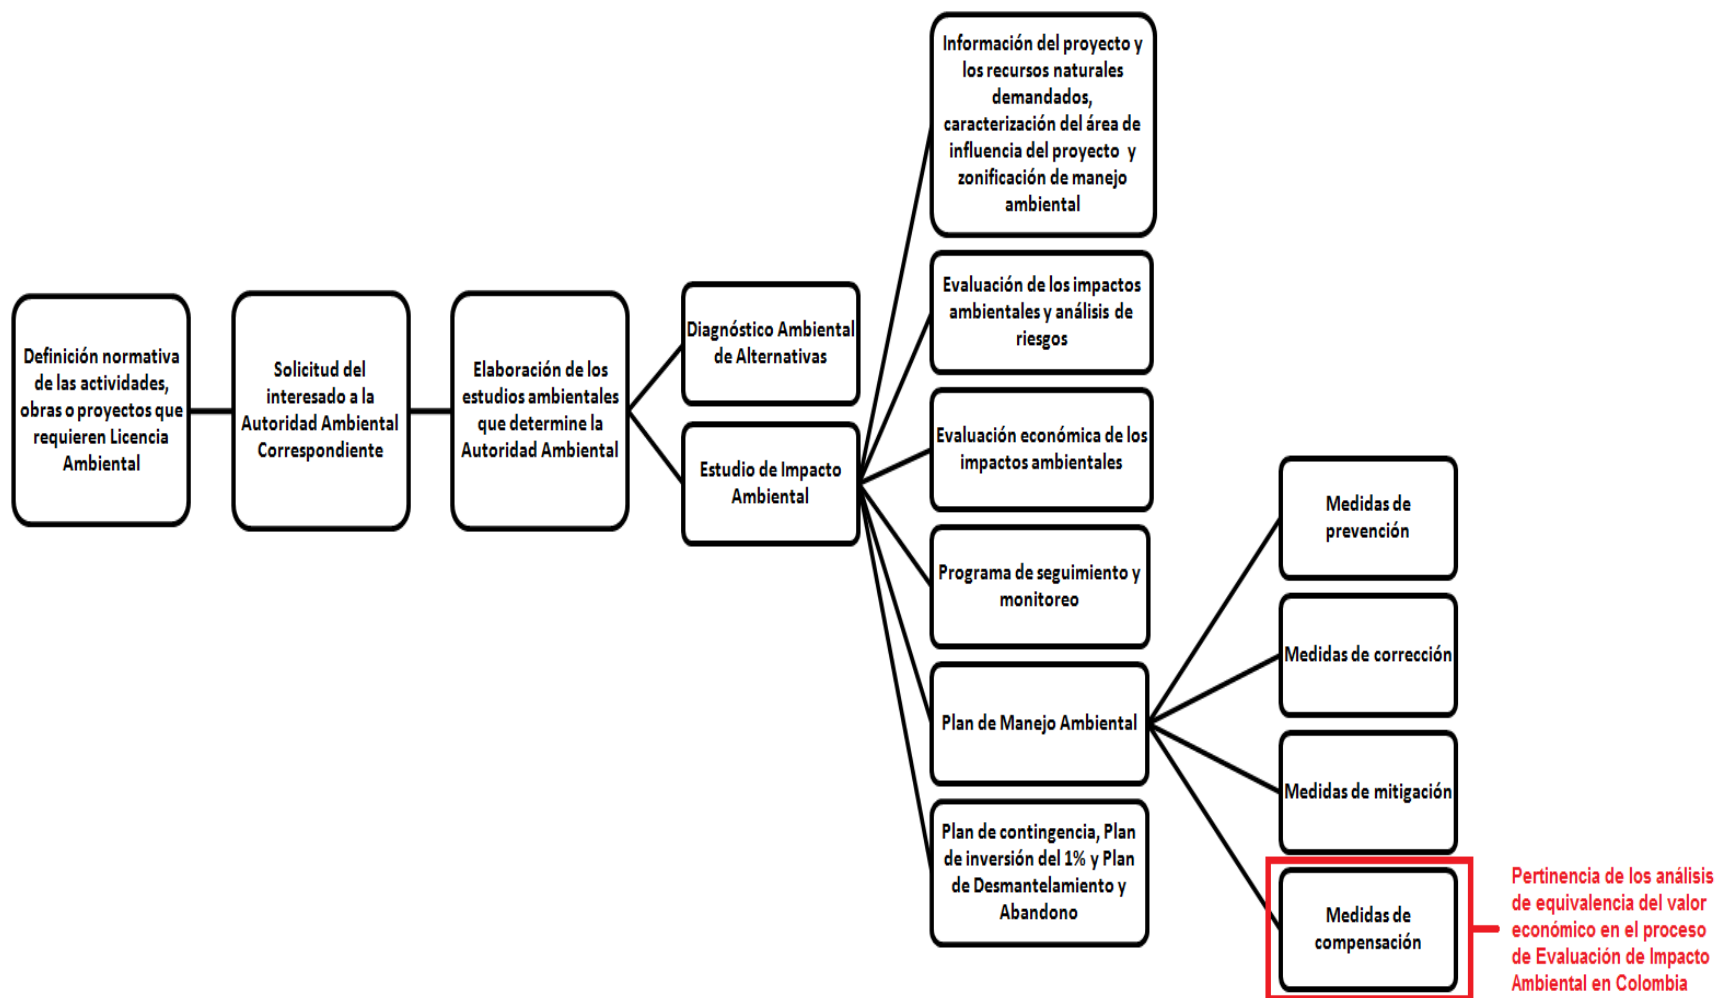 Definición normativa
de las actividades,
obras o proyectos que
requieren Licencia
Ambiental
Solicitud del
interesado a la
Autoridad Ambiental
Correspondiente
Elaboración de los
estudios ambientales
que determine la
Autoridad Ambiental
Diagnóstico Ambiental
de Alternativas
Estudio de Impacto
Ambiental
Información del proyecto y
los recursos naturales
demandados,
caracterización del área de
influencia del proyecto y
zonificación de manejo
ambiental
Evaluación de los impactos
ambientales y análisis de
riesgos
Evaluación económica de los
impactos ambientales
Programa de seguimiento y
monitoreo
Plan de Manejo Ambiental
Plan de contingencia, Plan
de inversión del 1% y Plan
de Desmantelamiento y
Abandono
Medidas de
prevención
Medidas de corrección
Medidas de mitigación
Medidas de
compensación
Pertinencia de los análisis
de equivalencia del valor
económico en el proceso
de Evaluación de Impacto
Ambiental en Colombia